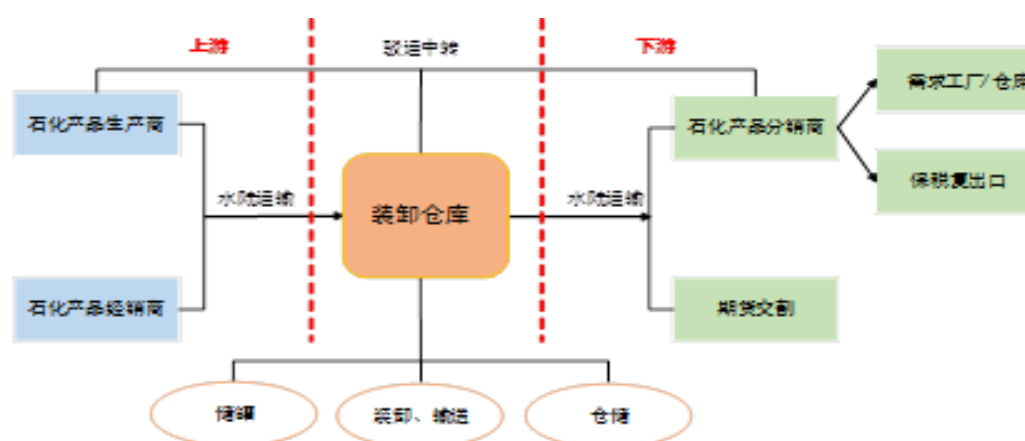 上游
驳运中转
下游
需求工厂/仓库
石化产品生产商
石化产品分销商
保税复出口
水陆运输
装卸仓库
水陆运输
石化产品经销商
期货交割
储罐
装卸、输送
仓储